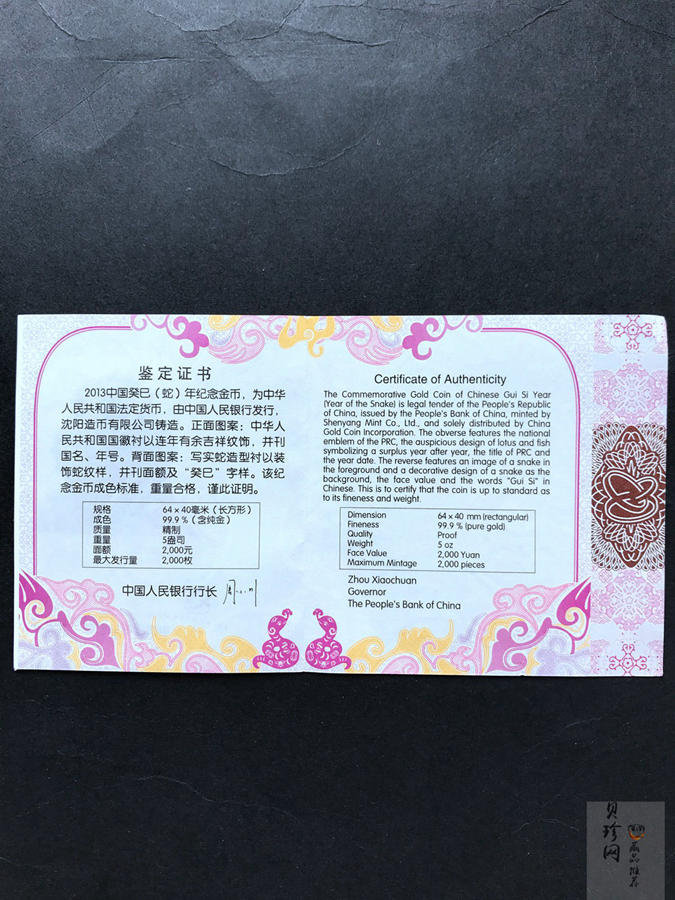 鉴定证书
2013中国癸巳（蛇）年纪念金币，为中华
人民共和国法定货币，由中国人民银行发行，
沈阳造币有限公司铸造。正面图案：中华人
民共和国国徽衬以连年有余吉祥纹饰，并刊
国名、年号。背面图案：写实蛇造型衬以装
饰蛇纹样，并刊面额及“癸巳”字样。该纪
念金币成色标准，重量合格，谨此证明。
规格 64×40毫米（长方形）
成色 99.9％（含纯金）
质量 精制
重量 5盎司
面额 2,000元
最大发行量 2,000枚
中国人民银行行长
Certificate of Authenticity
The Commemorative Gold Coin of Chinese Gui Si Year
(Year of the Snake) is legal tender of the People's Republic
of China, issued by the People's Bank of China, minted by
Shenyang Mint Co., Ltd., and solely distributed by China
Gold Coin Incorporation. The obverse features the national
emblem of the PRC, the auspicious design of lotus and fish
symbolizing a surplus year after year, the title of PRC and
the year date. The reverse features an image of a snake in
the foreground and a decorative design of a snake as the
background, the face value and the words "Gui Si" in
Chinese. This is to certify that the coin is up to standard as
to its fineness and weight.
Dimension 64×40 mm (rectangular)
Fineness 99.9 % (pure gold)
Quality Proof
Weight 5 oz
Face Value 2,000 Yuan
Maximum Mintage 2,000 pieces
Zhou Xiaochuan
Governor
The People's Bank of China
贝珍网
藏品推荐